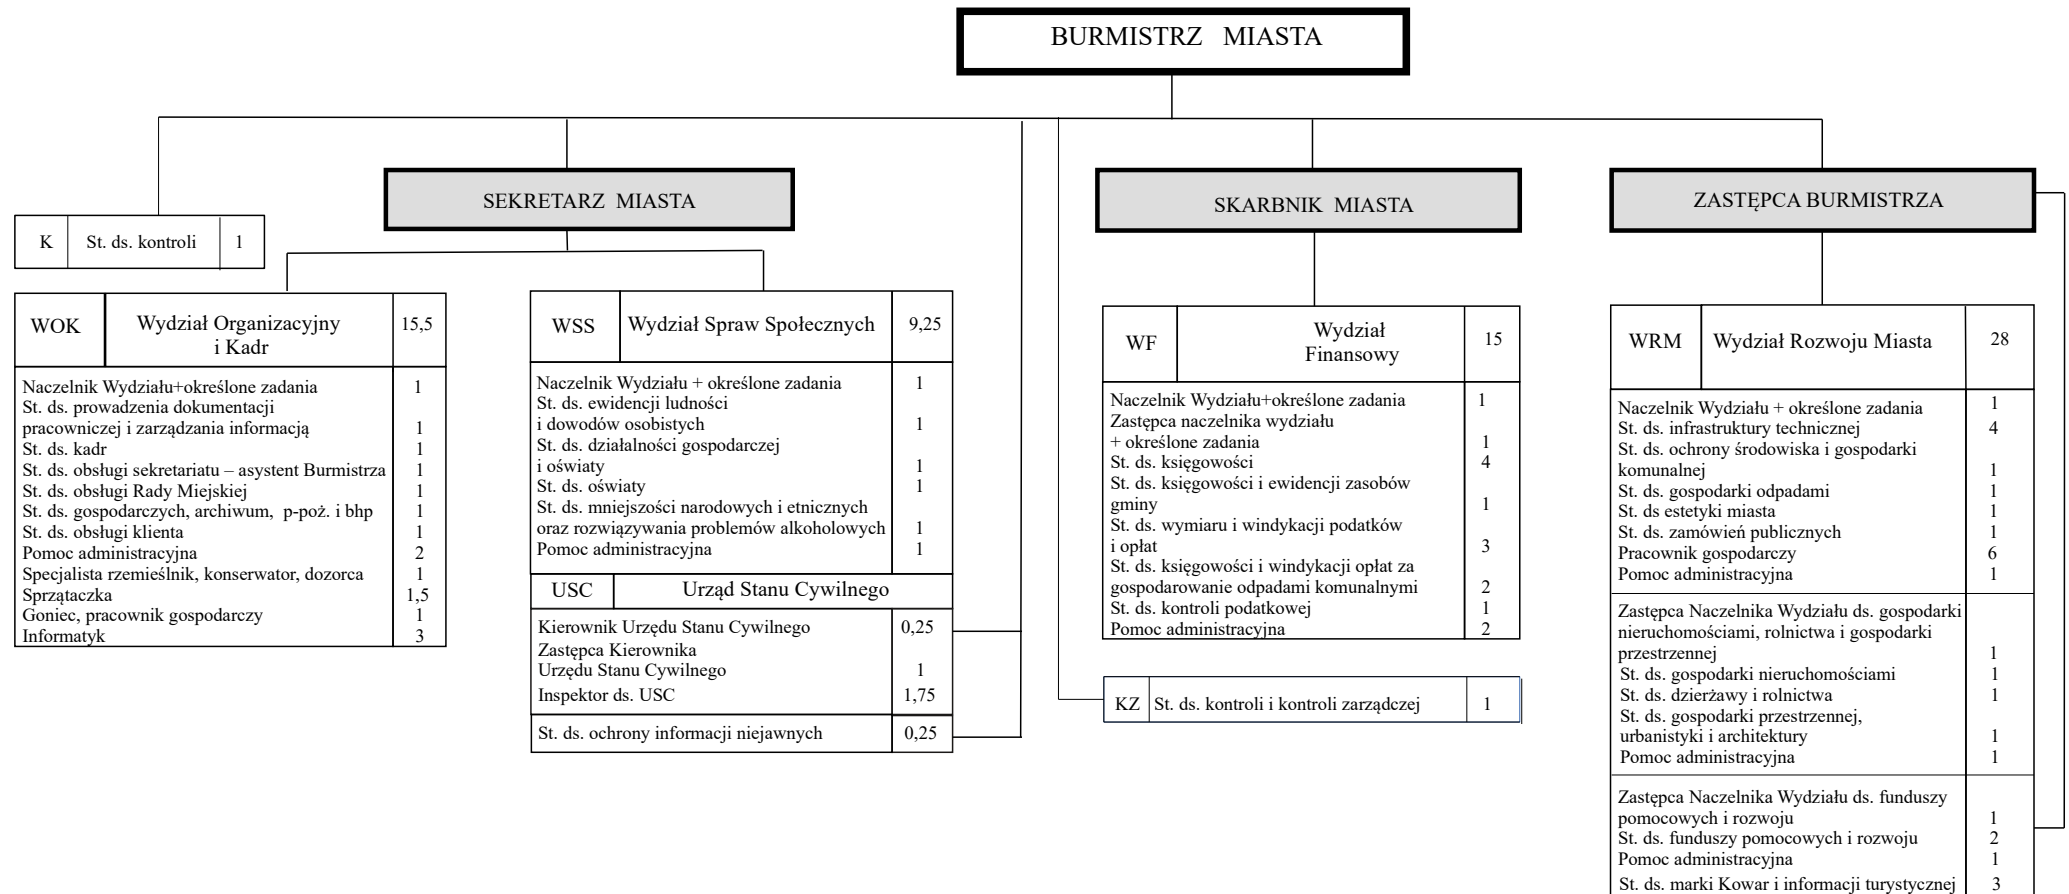 BURMISTRZ MIASTA
SEKRETARZ MIASTA
SKARBNIK MIASTA
ZASTĘPCA BURMISTRZA
K St. ds. kontroli 1
WOK Wydział Organizacyjny i Kadr 15,5
Naczelnik Wydziału+określone zadania 1
St. ds. prowadzenia dokumentacji
pracowniczej i zarządzania informacją 1
St. ds. kadr 1
St. ds. obsługi sekretariatu – asystent Burmistrza 1
St. ds. obsługi Rady Miejskiej 1
St. ds. gospodarczych, archiwum, p-poż. i bhp 1
St. ds. obsługi klienta 1
Pomoc administracyjna 2
Specjalista rzemieślnik, konserwator, dozorca 1
Sprzątaczka 1,5
Goniec, pracownik gospodarczy 1
Informatyk 3
WSS Wydział Spraw Społecznych 9,25
Naczelnik Wydziału + określone zadania 1
St. ds. ewidencji ludności
i dowodów osobistych 1
St. ds. działalności gospodarczej
i oświaty 1
St. ds. oświaty 1
St. ds. mniejszości narodowych i etnicznych
oraz rozwiązywania problemów alkoholowych 1
Pomoc administracyjna 1
USC Urząd Stanu Cywilnego
Kierownik Urzędu Stanu Cywilnego 0,25
Zastępca Kierownika
Urzędu Stanu Cywilnego 1
Inspektor ds. USC 1,75
St. ds. ochrony informacji niejawnych 0,25
WF Wydział Finansowy 15
Naczelnik Wydziału+określone zadania 1
Zastępca naczelnika wydziału
+ określone zadania 1
St. ds. księgowości 4
St. ds. księgowości i ewidencji zasobów
gminy 1
St. ds. wymiaru i windykacji podatków
i opłat 3
St. ds. księgowości i windykacji opłat za
gospodarowanie odpadami komunalnymi 2
St. ds. kontroli podatkowej 1
Pomoc administracyjna 2
KZ St. ds. kontroli i kontroli zarządczej 1
WRM Wydział Rozwoju Miasta 28
Naczelnik Wydziału + określone zadania 1
St. ds. infrastruktury technicznej 4
St. ds. ochrony środowiska i gospodarki
komunalnej 1
St. ds. gospodarki odpadami 1
St. ds estetyki miasta 1
St. ds. zamówień publicznych 1
Pracownik gospodarczy 6
Pomoc administracyjna 1
Zastępca Naczelnika Wydziału ds. gospodarki
nieruchomościami, rolnictwa i gospodarki
przestrzennej 1
St. ds. gospodarki nieruchomościami 1
St. ds. dzierżawy i rolnictwa 1
St. ds. gospodarki przestrzennej,
urbanistyki i architektury 1
Pomoc administracyjna 1
Zastępca Naczelnika Wydziału ds. funduszy
pomocowych i rozwoju 1
St. ds. funduszy pomocowych i rozwoju 2
Pomoc administracyjna 1
St. ds. marki Kowar i informacji turystycznej 3